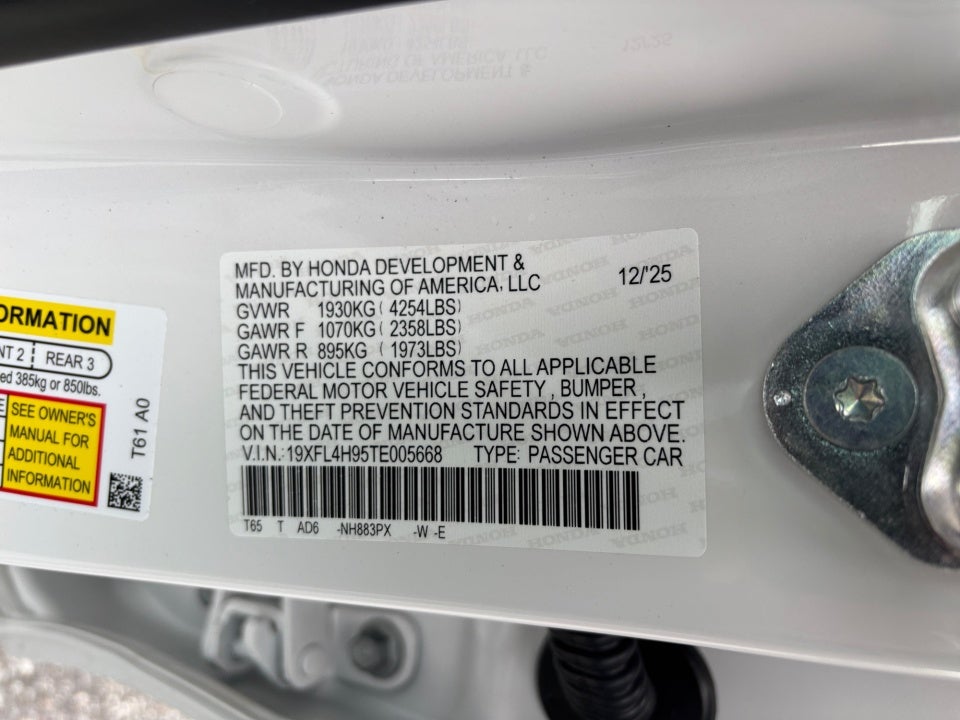 MFD. BY HONDA DEVELOPMENT &
MANUFACTURING OF AMERICA, LLC 12/'25
GVWR 1930KG ( 4254LBS)
GAWR F 1070KG ( 2358LBS)
GAWR R 895KG ( 1973LBS)
THIS VEHICLE CONFORMS TO ALL APPLICABLE
FEDERAL MOTOR VEHICLE SAFETY, BUMPER,
AND THEFT PREVENTION STANDARDS IN EFFECT
ON THE DATE OF MANUFACTURE SHOWN ABOVE.
V.I.N.: 19XFL4H95TE005668 TYPE: PASSENGER CAR
T65 T AD6 -NH883PX -W -E
ORMATION
NT 2 REAR 3
ed 385kg or 850lbs.
E
SEE OWNER'S
MANUAL FOR
ADDITIONAL
INFORMATION
T61 A0